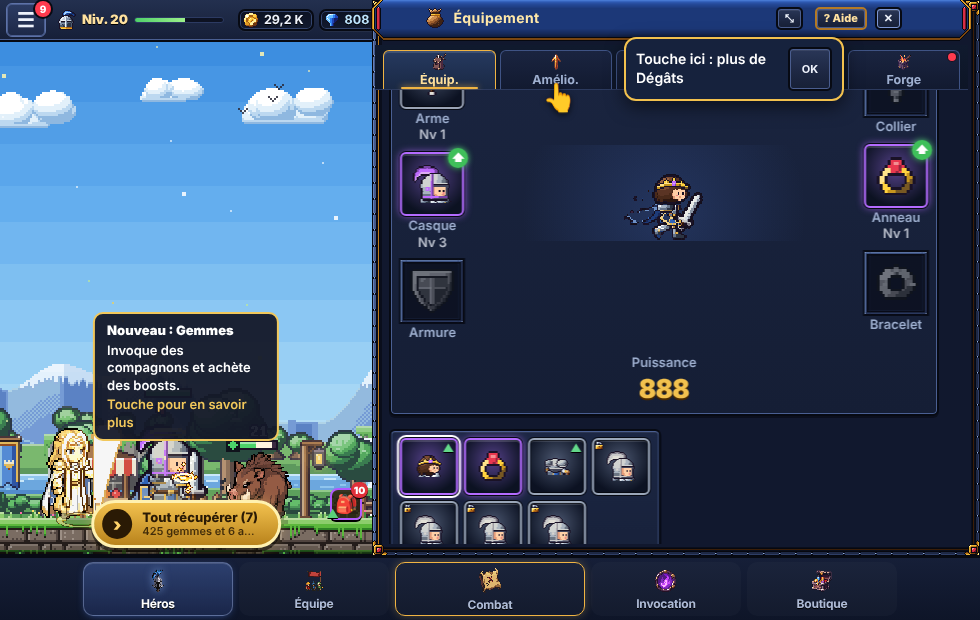 9
Niv. 20
29,2 K
808
Équipement
? Aide
Équip.
Amélio.
Touche ici : plus de
Dégâts
OK
Forge
Arme
Nv 1
Collier
Casque
Nv 3
Anneau
Nv 1
Armure
Bracelet
Puissance
888
Nouveau : Gemmes
Invoque des
compagnons et achète
des boosts.
Touche pour en savoir
plus
10
Tout récupérer (7)
425 gemmes et 6 a...
Héros
Équipe
Combat
Invocation
Boutique